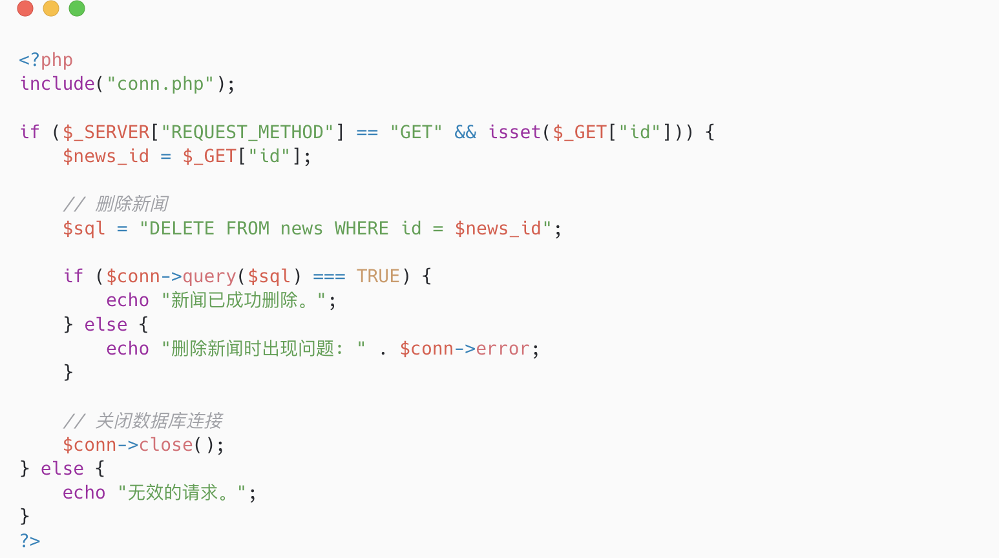 <?php
include("conn.php");

if ($_SERVER["REQUEST_METHOD"] == "GET" && isset($_GET["id"])) {
    $news_id = $_GET["id"];

    // 删除新闻
    $sql = "DELETE FROM news WHERE id = $news_id";

    if ($conn->query($sql) === TRUE) {
        echo "新闻已成功删除。";
    } else {
        echo "删除新闻时出现问题: " . $conn->error;
    }

    // 关闭数据库连接
    $conn->close();
} else {
    echo "无效的请求。";
}
?>